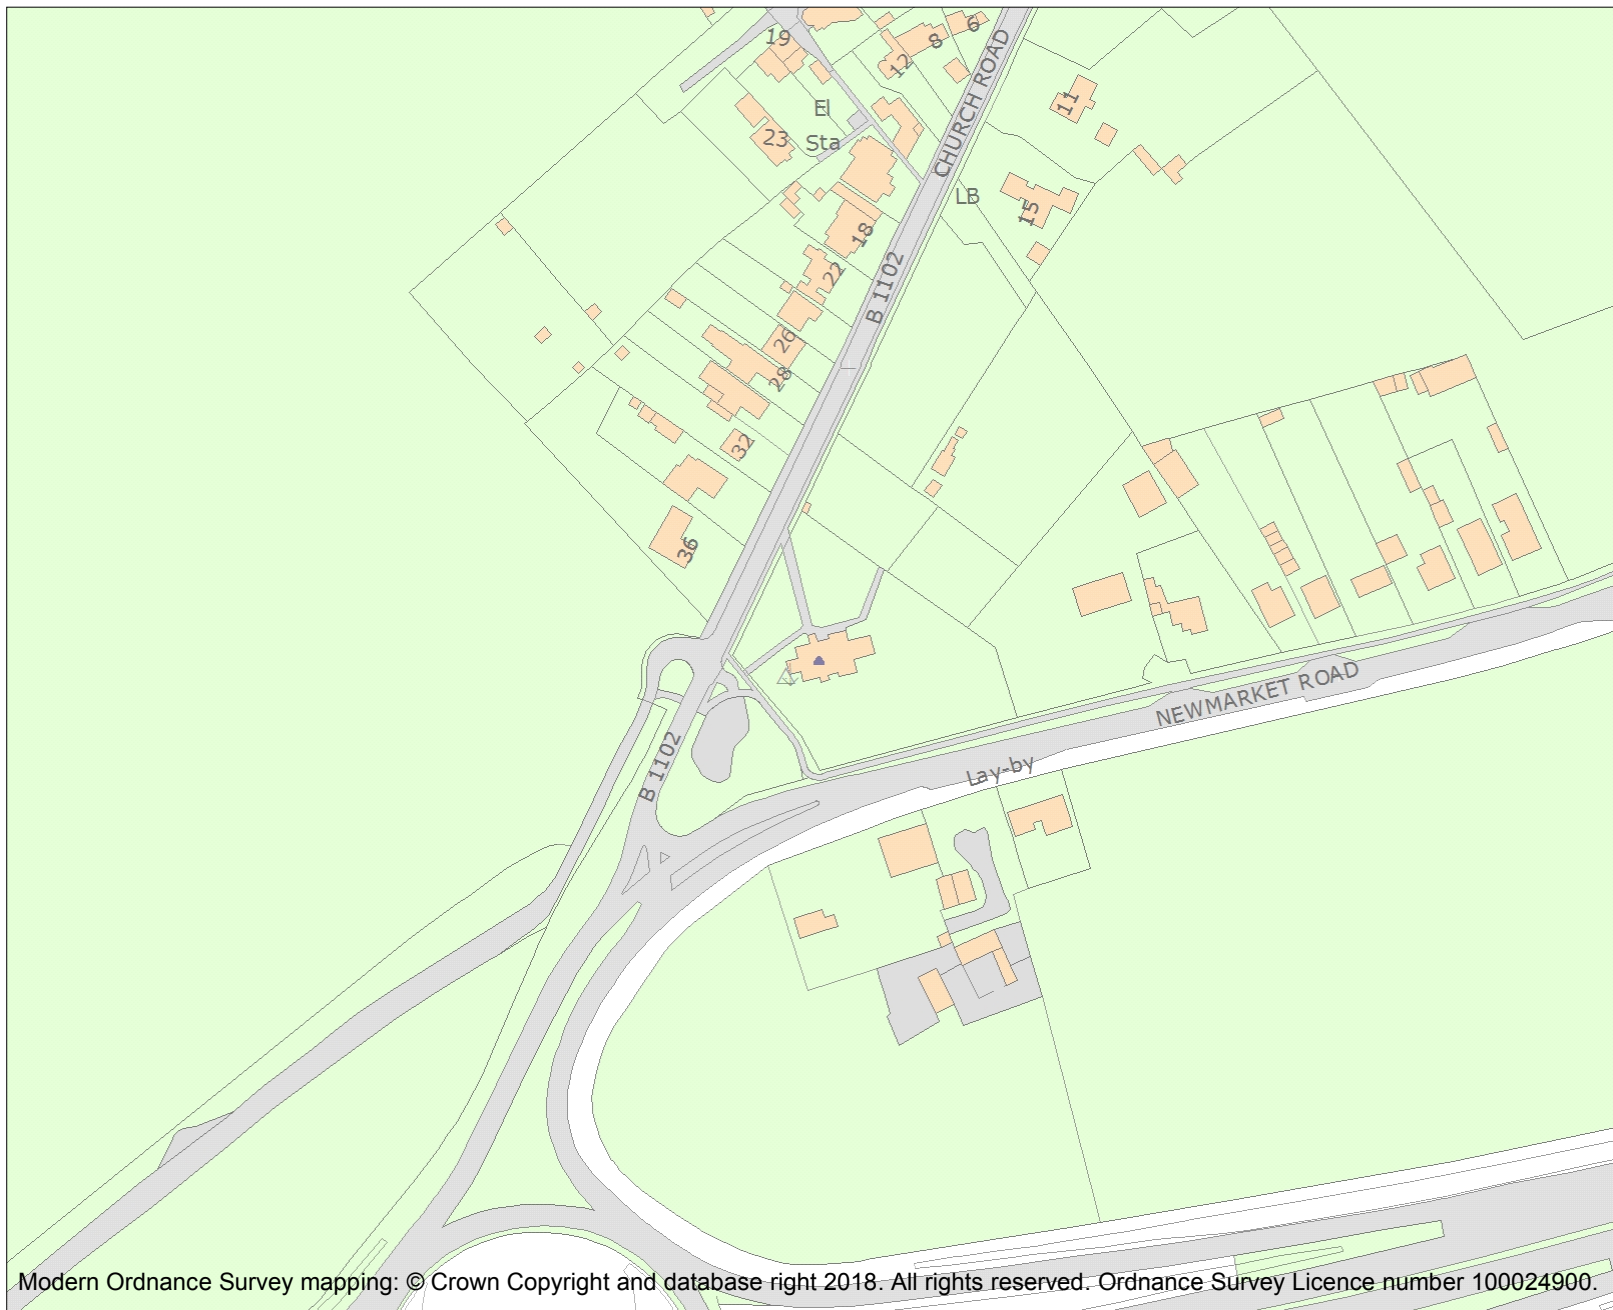 19
6
8
12
CHURCH ROAD
11
El
Sta
23
LB
15
18
22
B 1102
26
28
32
36
NEWMARKET ROAD
B 1102
Lay-by
Modern Ordnance Survey mapping: © Crown Copyright and database right 2018. All rights reserved. Ordnance Survey Licence number 100024900.